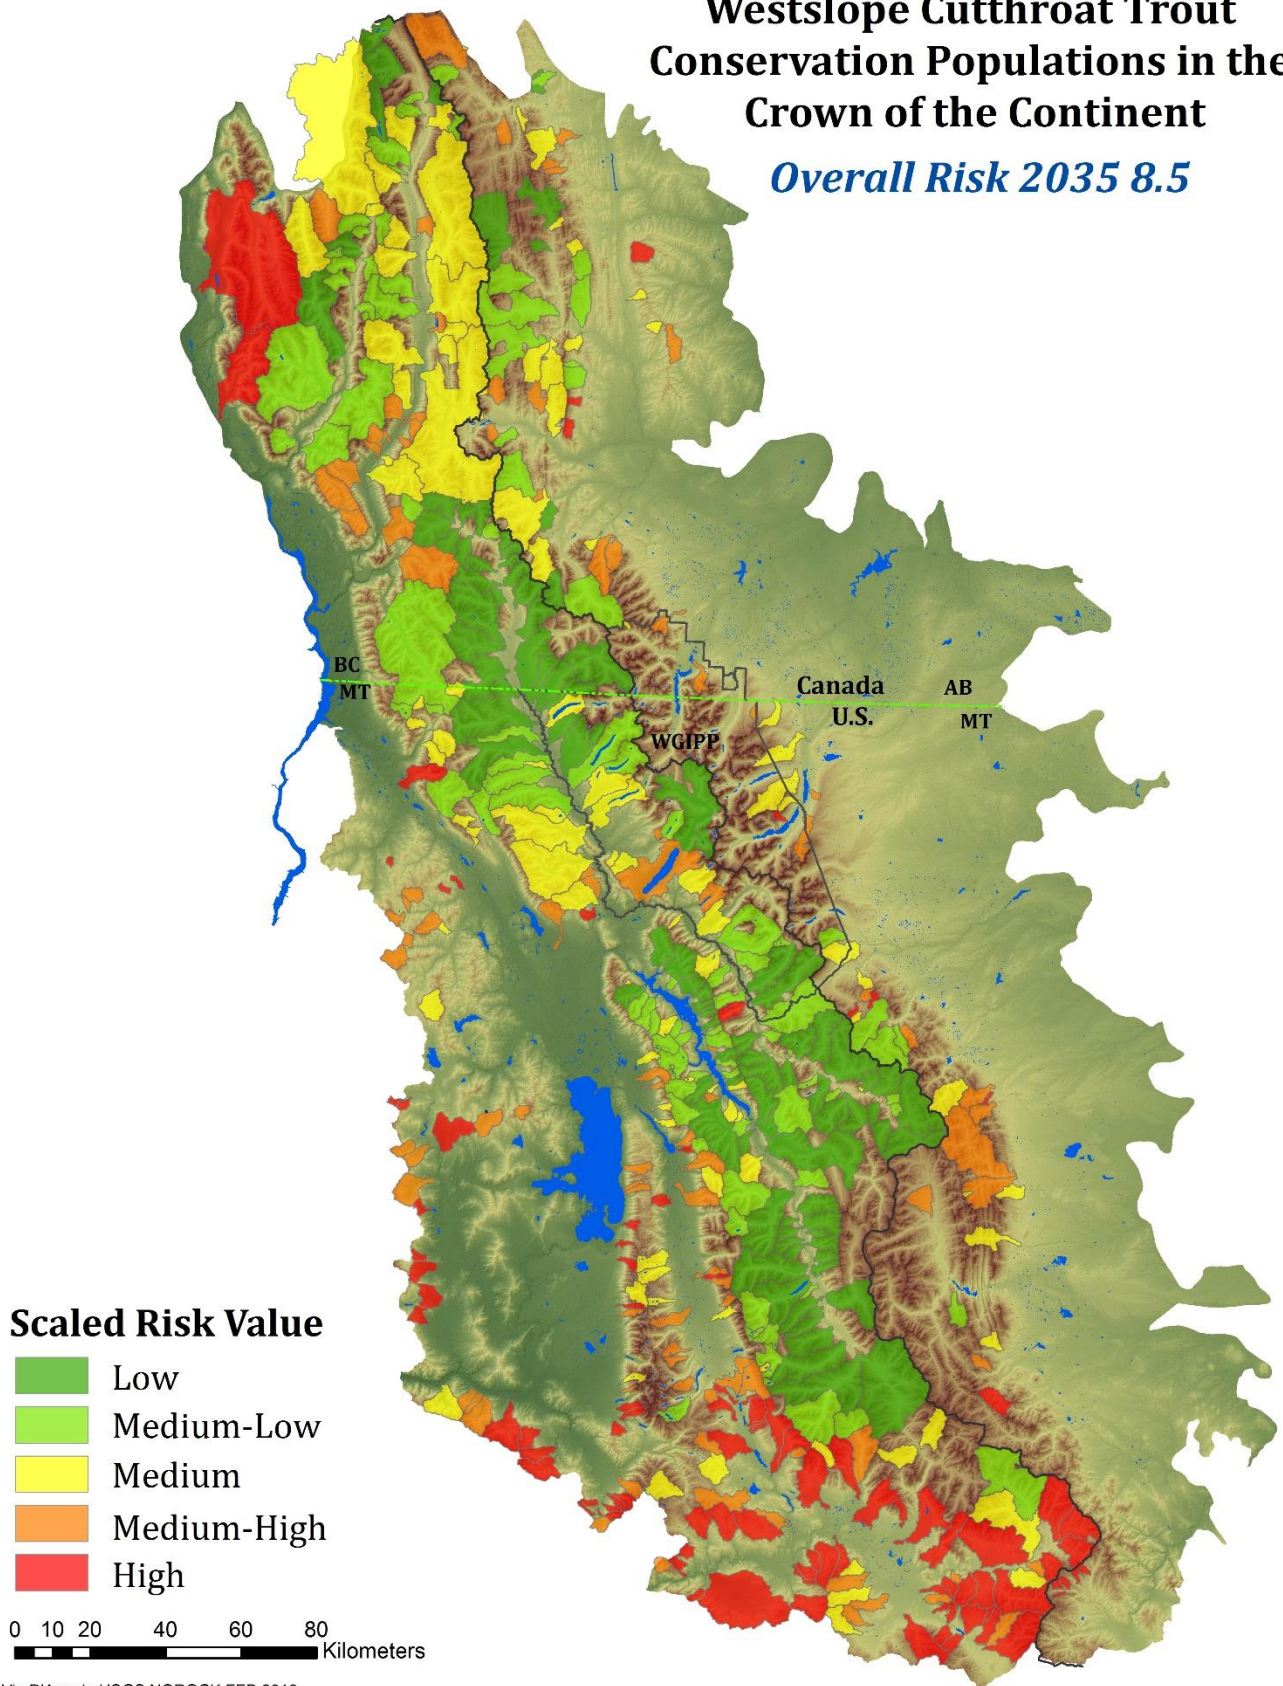 Westslope Cutthroat Trout
Conservation Populations in the
Crown of the Continent
Overall Risk 2035 8.5
BC
MT
Canada
AB
U.S.
MT
WGIPP
Scaled Risk Value
Low
Medium-Low
Medium
Medium-High
High
0 10 20 40 60 80
Kilometers